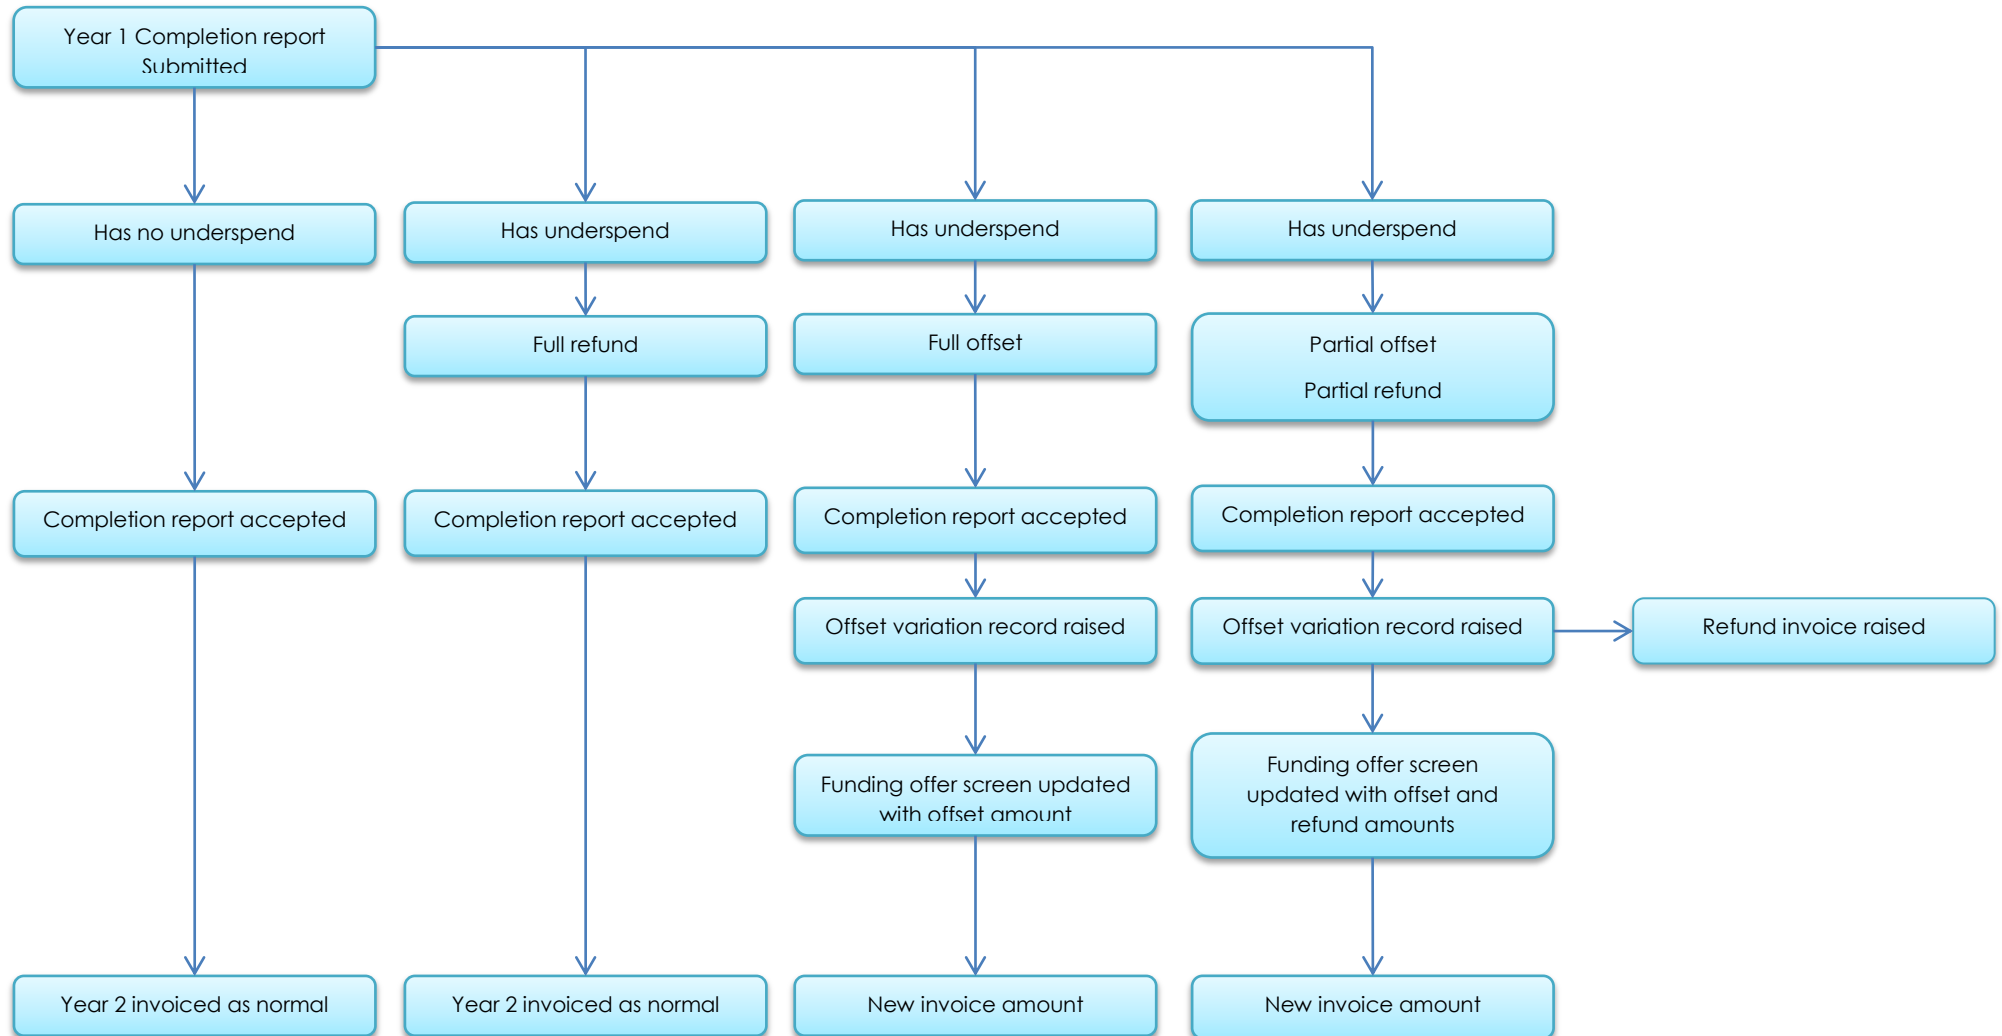 Year 1 Completion report
Submitted
Has no underspend
Has underspend
Has underspend
Has underspend
Full refund
Full offset
Partial offset
Partial refund
Completion report accepted
Completion report accepted
Completion report accepted
Completion report accepted
Offset variation record raised
Offset variation record raised
Refund invoice raised
Funding offer screen updated
with offset amount
Funding offer screen
updated with offset and
refund amounts
Year 2 invoiced as normal
Year 2 invoiced as normal
New invoice amount
New invoice amount